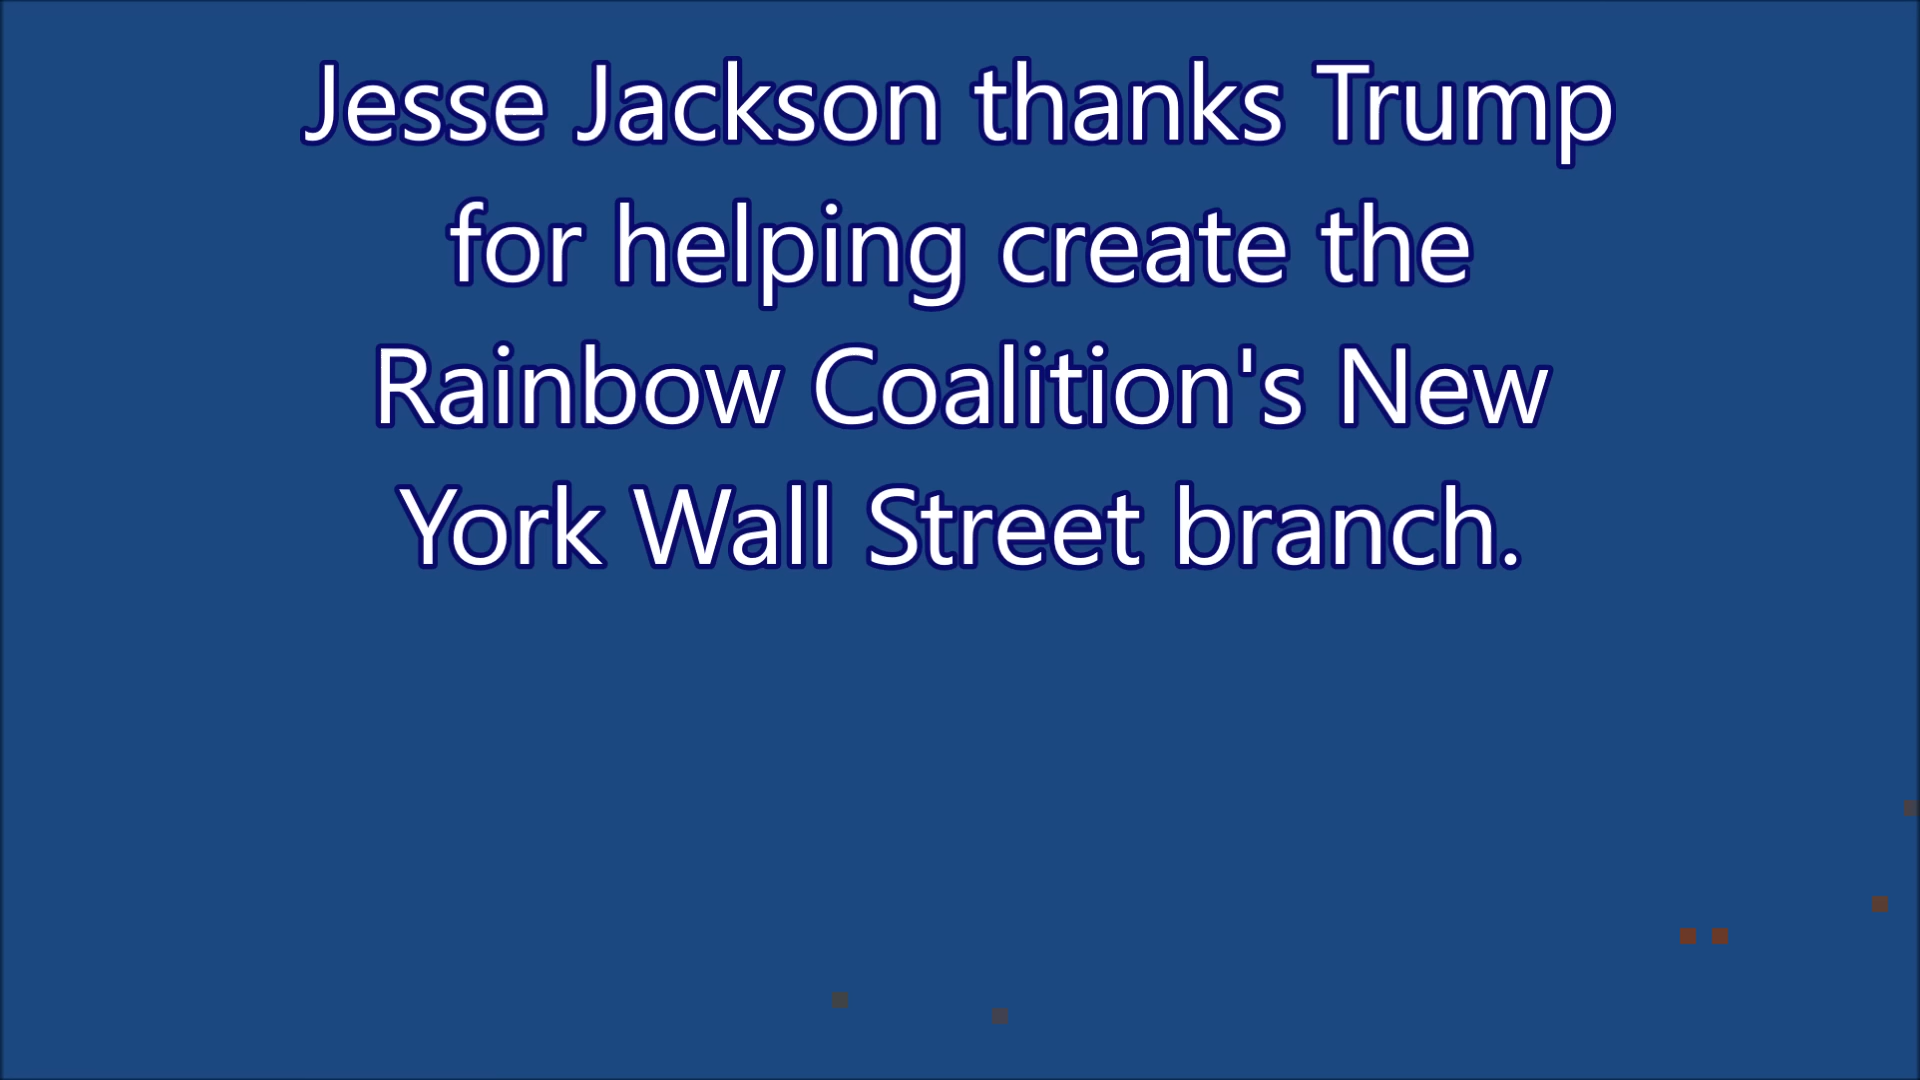 Jesse Jackson thanks Trump
for helping create the
Rainbow Coalition's New
York Wall Street branch.